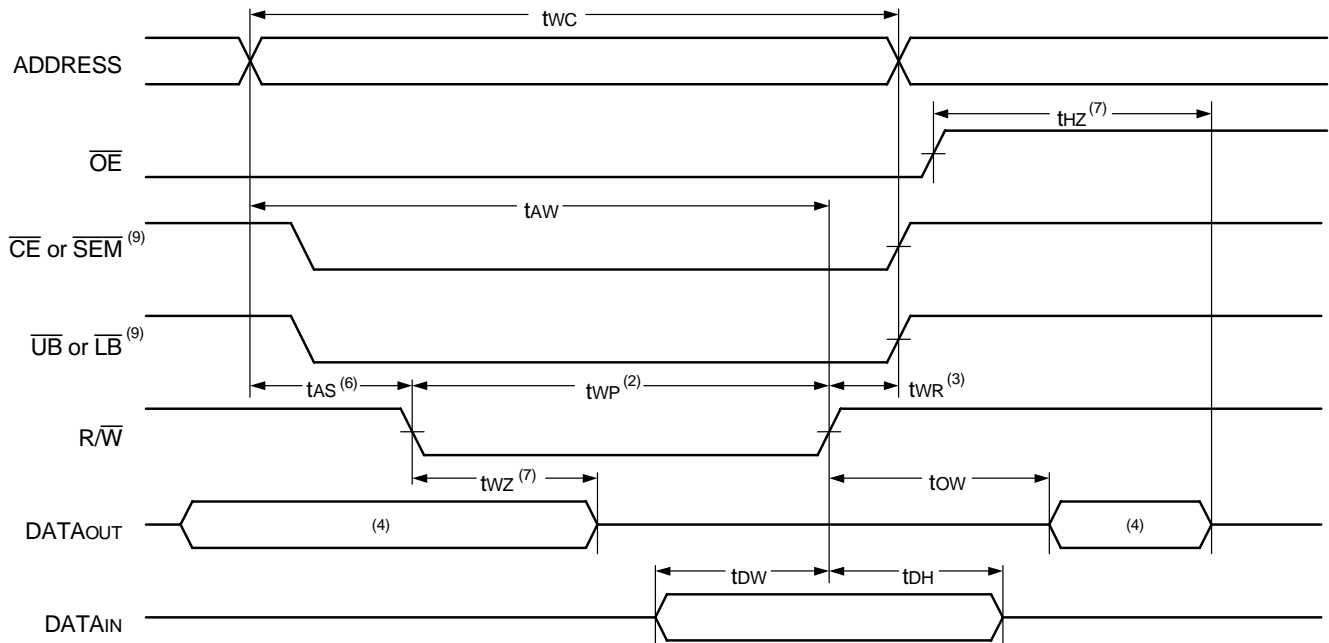 tWC
ADDRESS
tHZ (7)
OE
tAW
CE or SEM (9)
UB or LB (9)
tAS (6) tWP (2) tWR (3)
R/W
tWZ (7) tOW
DATAOUT (4) (4)
tDW tDH
DATAIN